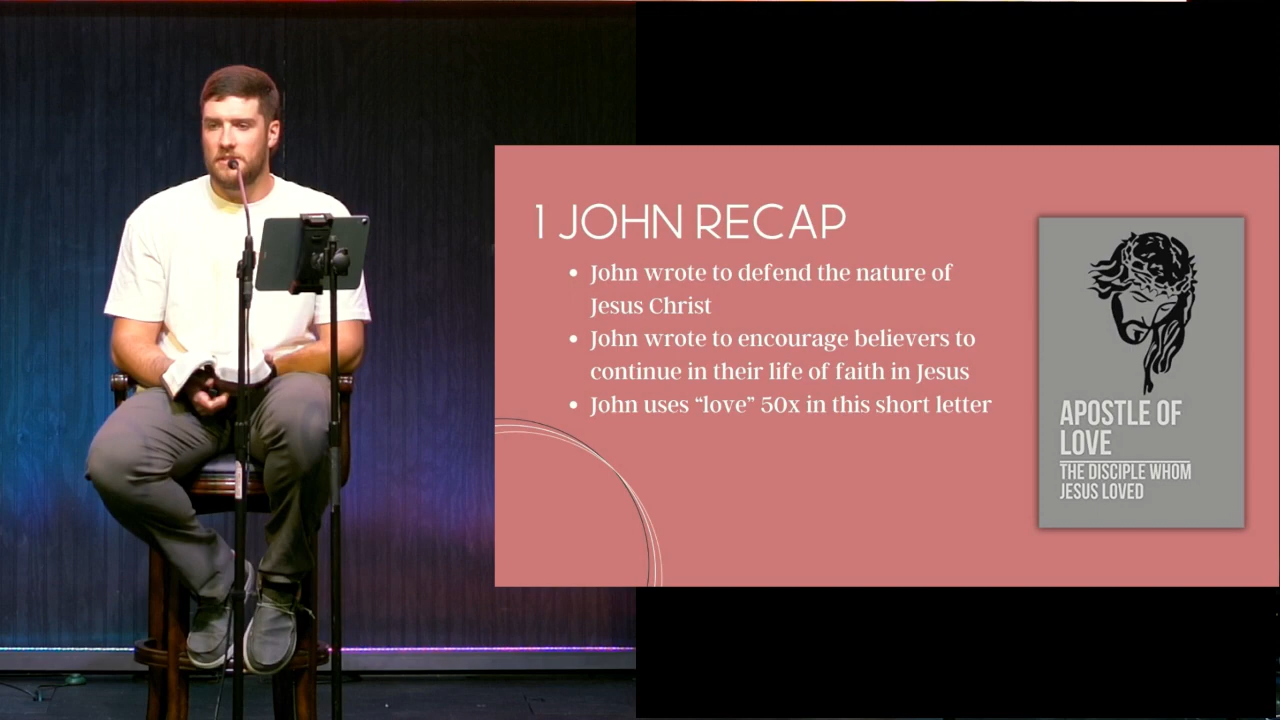 1 JOHN RECAP
• John wrote to defend the nature of
Jesus Christ
• John wrote to encourage believers to
continue in their life of faith in Jesus
• John uses “love” 50x in this short letter
APOSTLE OF
LOVE
THE DISCIPLE WHOM
JESUS LOVED